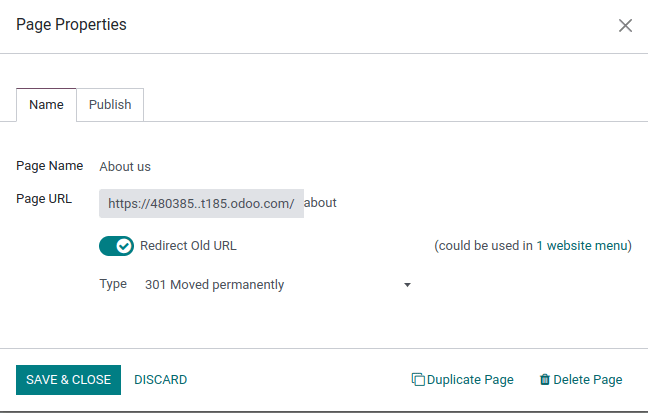 Page Properties
Name Publish
Page Name About us
Page URL https://480385..t185.odoo.com/ about
Redirect Old URL (could be used in 1 website menu)
Type 301 Moved permanently
SAVE & CLOSE DISCARD Duplicate Page Delete Page